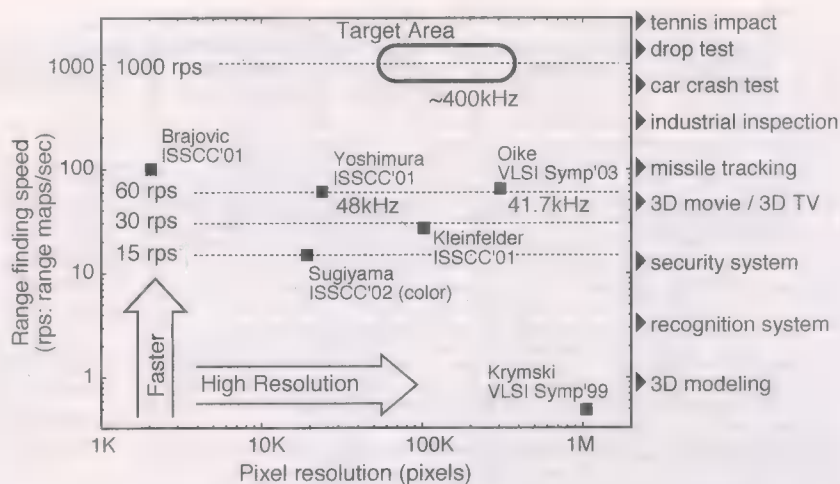 Target Area
1000
1000 rps
~400kHz
Brajovic
ISSCC'01
100
Yoshimura
ISSCC'01
Oike
VLSI Symp'03
60 rps
48kHz
41.7kHz
30 rps
Kleinfelder
ISSCC'01
15 rps
10
Sugiyama
ISSCC'02 (color)
Faster
High Resolution
Krymski
VLSI Symp'99
1
1K
10K
100K
1M
Pixel resolution (pixels)
Range finding speed
(rps: range maps/sec)
tennis impact
drop test
car crash test
industrial inspection
missile tracking
3D movie / 3D TV
security system
recognition system
3D modeling